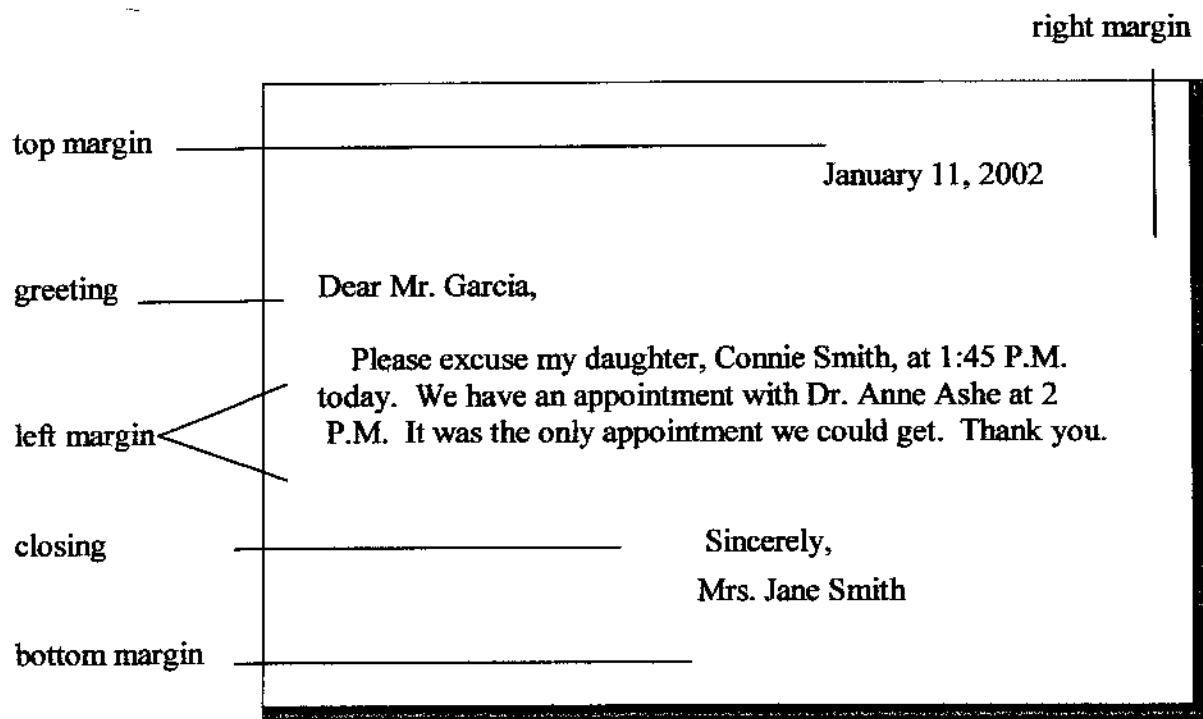 right margin
top margin
January 11, 2002
greeting
Dear Mr. Garcia,
Please excuse my daughter, Connie Smith, at 1:45 P.M.
today. We have an appointment with Dr. Anne Ashe at 2
left margin
P.M. It was the only appointment we could get. Thank you.
closing
Sincerely,
Mrs. Jane Smith
bottom margin